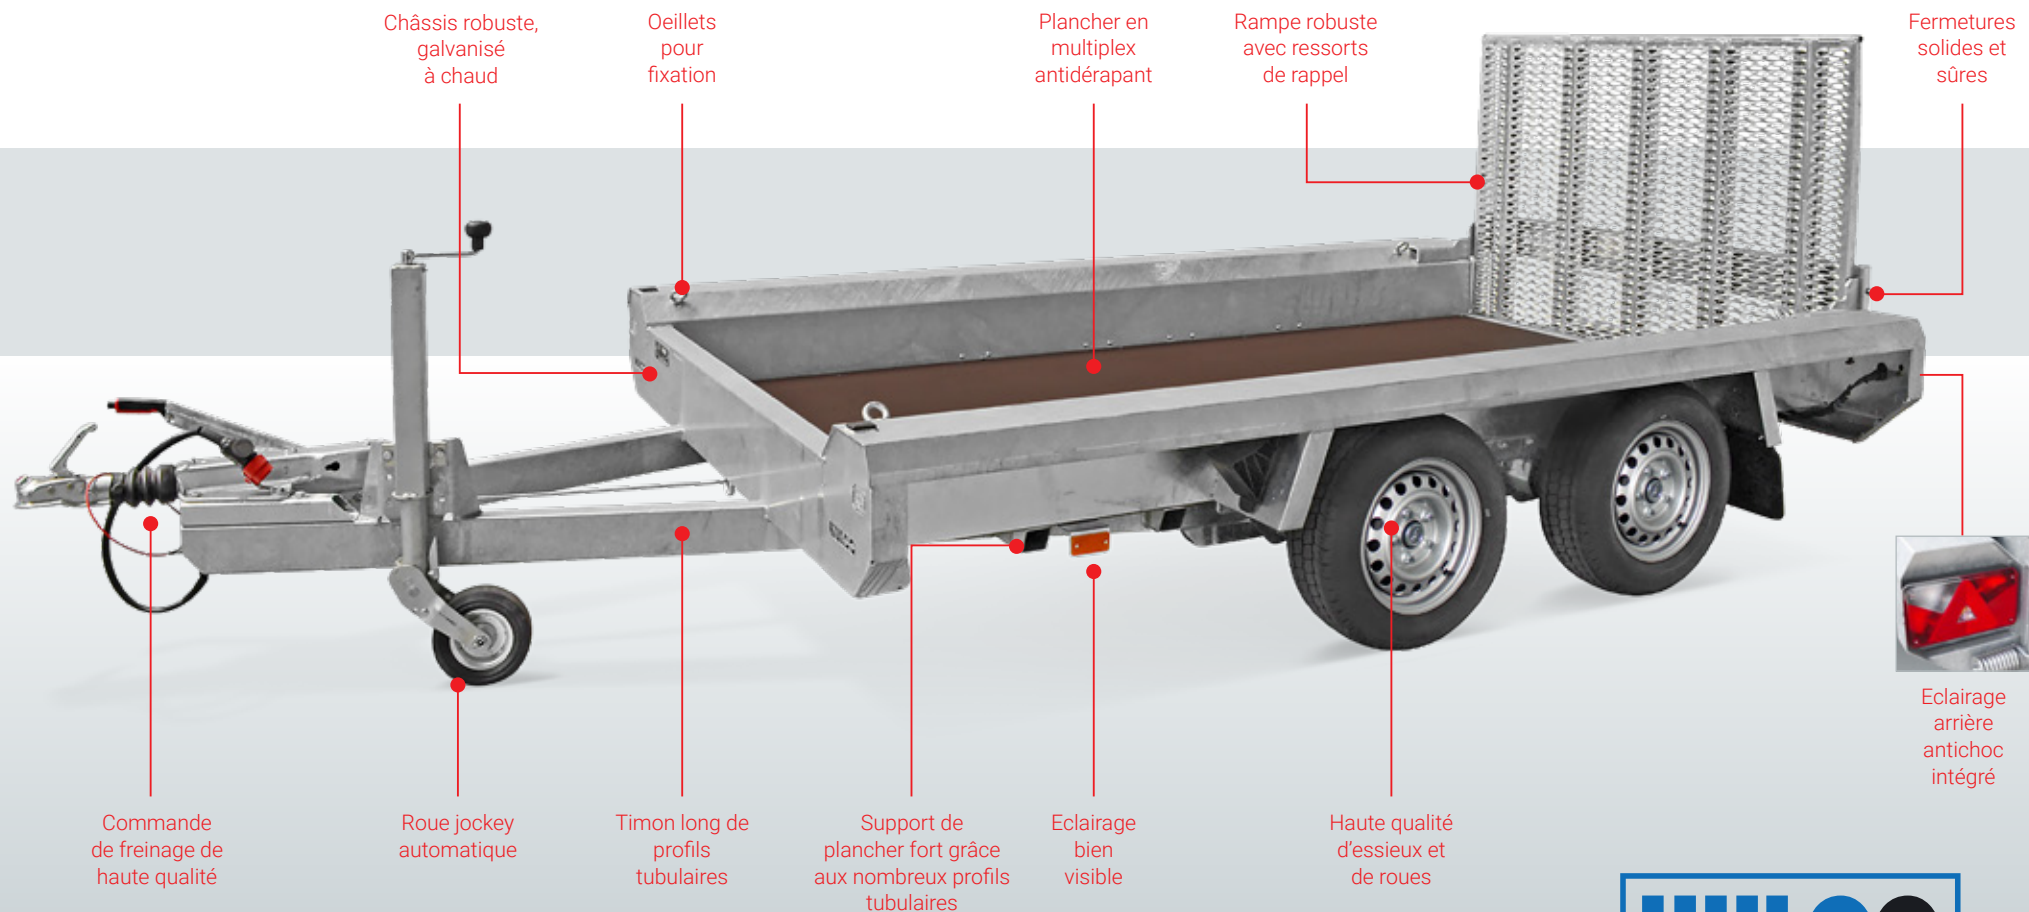 Châssis robuste,
galvanisé
à chaud
Oeillets
pour
fixation
Plancher en
multiplex
antidérapant
Rampe robuste
avec ressorts
de rappel
Fermetures
solides et
sûres
Eclairage
arrière
antichoc
intégré
Commande
de freinage de
haute qualité
Roue jockey
automatique
Timon long de
profils
tubulaires
Support de
plancher fort grâce
aux nombreux profils
tubulaires
Eclairage
bien
visible
Haute qualité
d'essieux et
de roues